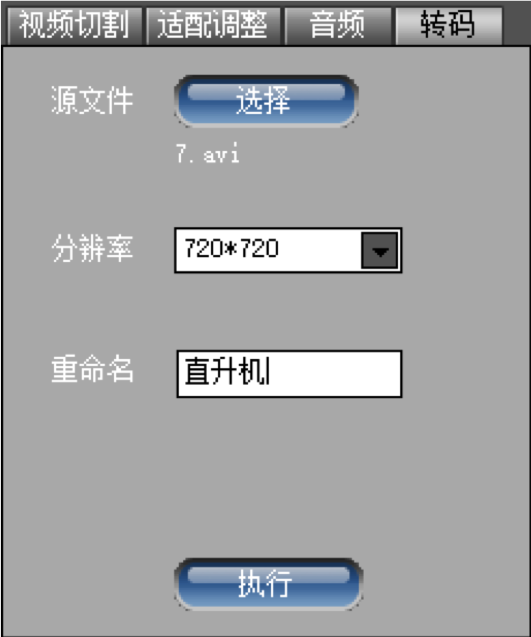 视频切割 适配调整 音频 转码
源文件 选择
7.avi
分辨率 720*720
重命名 直升机
执行